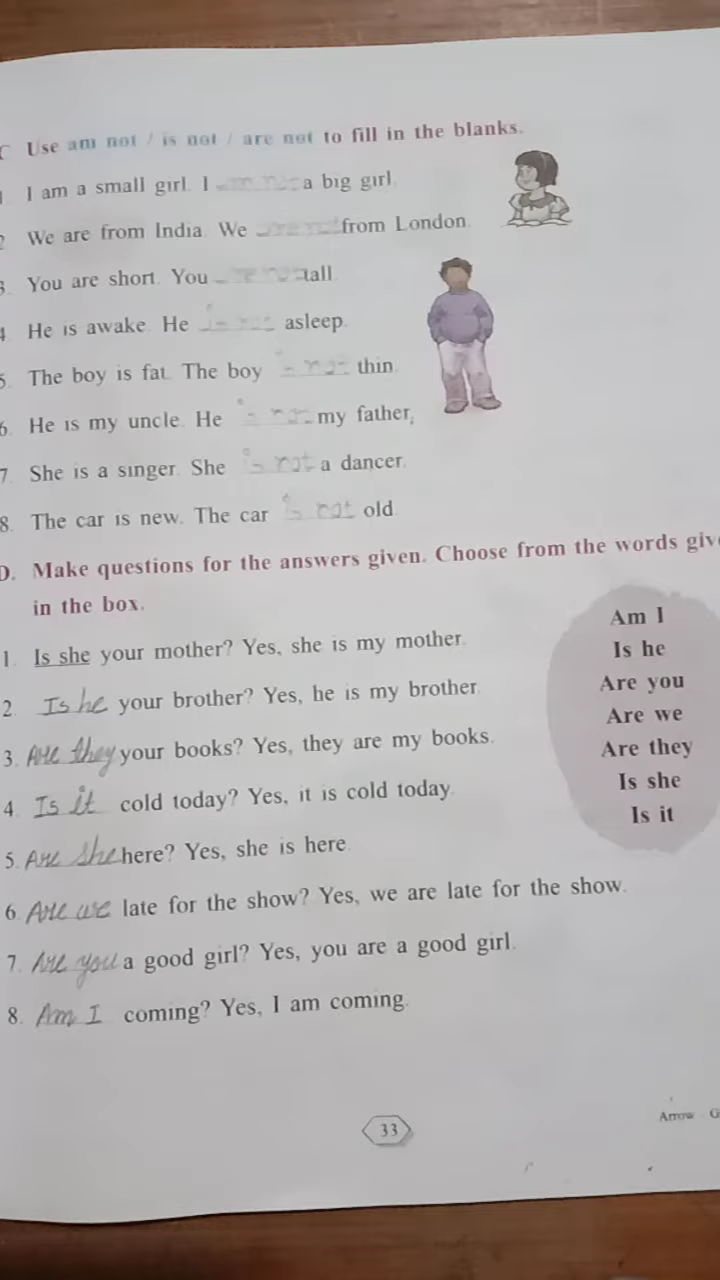 C Use am not / is not / are not to fill in the blanks.
1 I am a small girl. I am not a big girl.
2 We are from India. We are not from London.
3. You are short. You are not tall.
4 He is awake. He is not asleep.
5. The boy is fat. The boy is not thin.
6. He is my uncle. He is not my father.
7. She is a singer. She is not a dancer.
8. The car is new. The car is not old.
D. Make questions for the answers given. Choose from the words
in the box.
1. Is she your mother? Yes, she is my mother.
2. Is he your brother? Yes, he is my brother.
3. Are they your books? Yes, they are my books.
4. Is it cold today? Yes, it is cold today.
5. Are she here? Yes, she is here.
6. Are we late for the show? Yes, we are late for the show.
7. Are you a good girl? Yes, you are a good girl.
8. Am I coming? Yes, I am coming.
Am I
Is he
Are you
Are we
Are they
Is she
Is it
33
Arrow